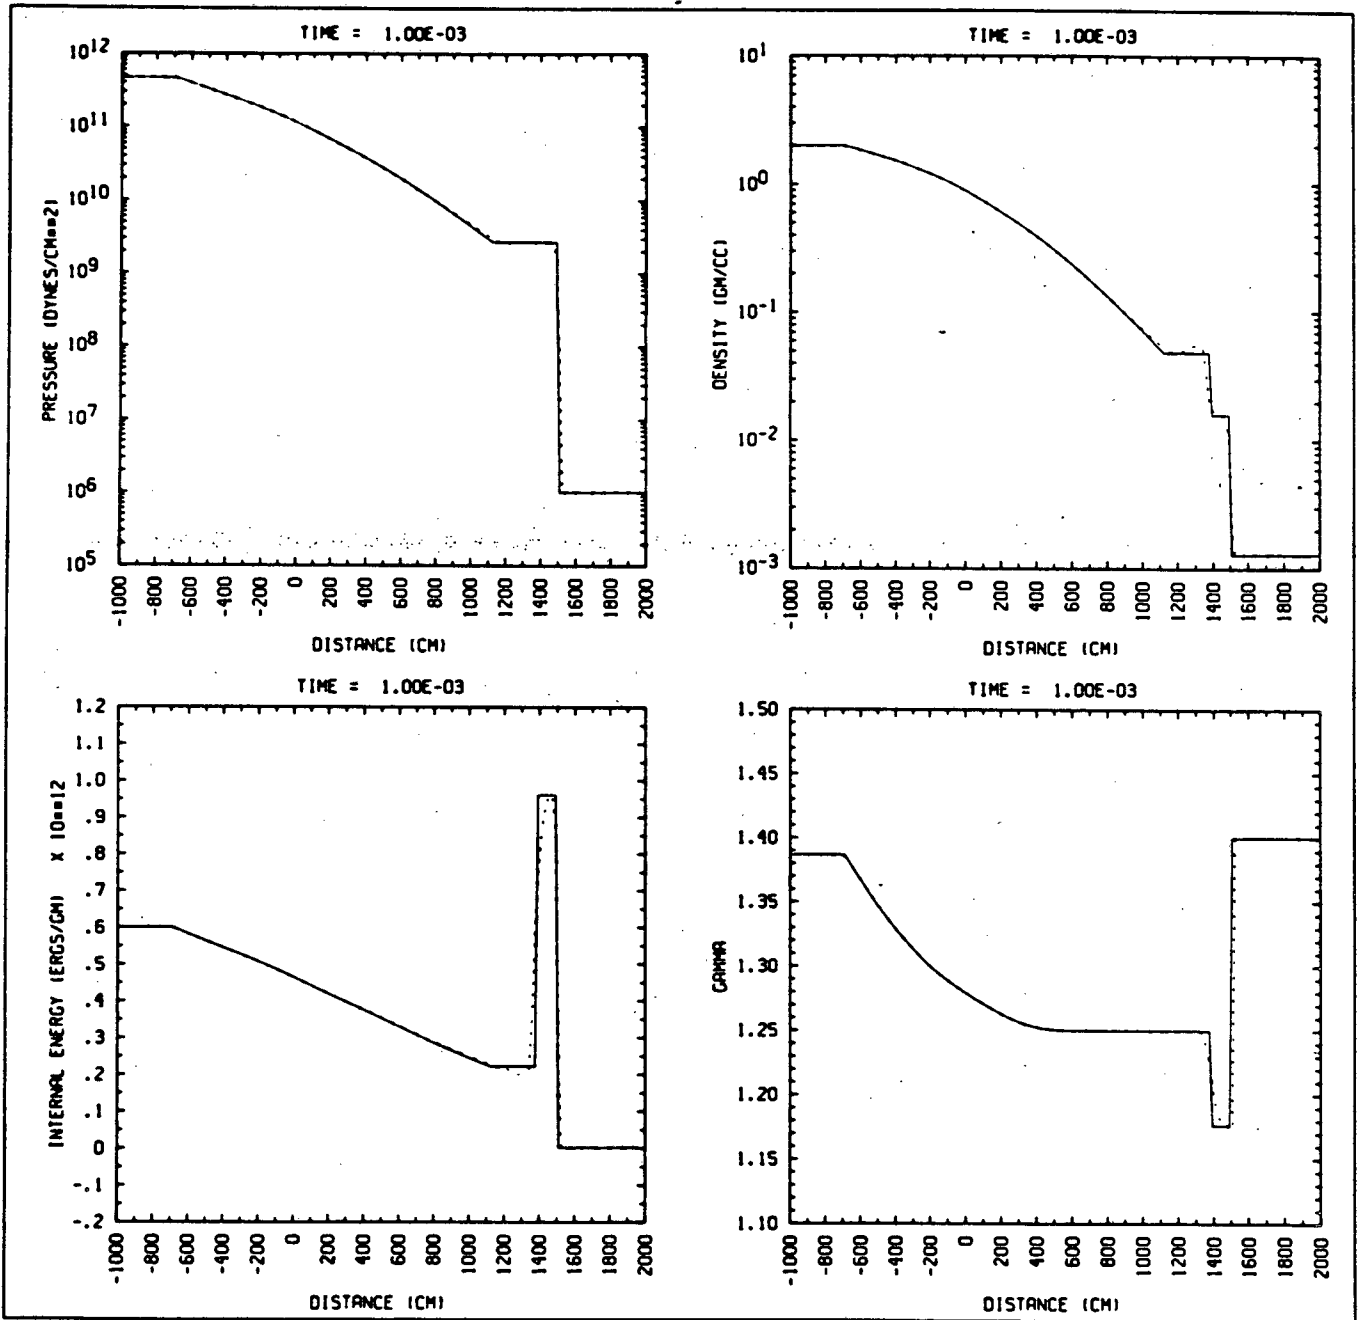 TIME = 1.00E-03
10^12
10^11
10^10
10^9
10^8
10^7
10^6
10^5
PRESSURE (DYNES/CM**2)
-1000 -800 -600 -400 -200 0 200 400 600 800 1000 1200 1400 1600 1800 2000
DISTANCE (CM)
TIME = 1.00E-03
10^1
10^0
10^-1
10^-2
10^-3
DENSITY (GM/CC)
-1000 -800 -600 -400 -200 0 200 400 600 800 1000 1200 1400 1600 1800 2000
DISTANCE (CM)
TIME = 1.00E-03
1.2
1.1
1.0
.9
.8
.7
.6
.5
.4
.3
.2
.1
0
-.1
-.2
INTERNAL ENERGY (ERGS/GM) X 10**12
-1000 -800 -600 -400 -200 0 200 400 600 800 1000 1200 1400 1600 1800 2000
DISTANCE (CM)
TIME = 1.00E-03
1.50
1.45
1.40
1.35
1.30
1.25
1.20
1.15
1.10
GAMMA
-1000 -800 -600 -400 -200 0 200 400 600 800 1000 1200 1400 1600 1800 2000
DISTANCE (CM)